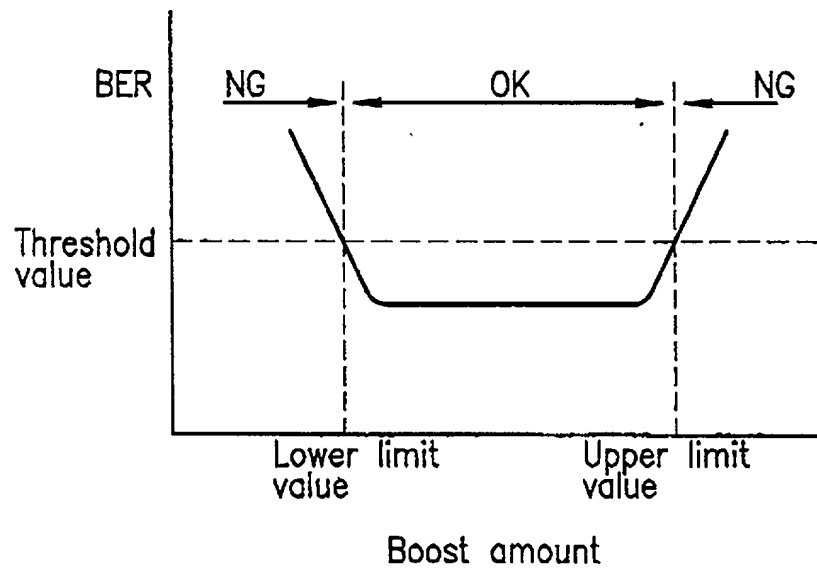 BER
NG
OK
NG
Threshold
value
Lower limit
value
Upper limit
value
Boost amount